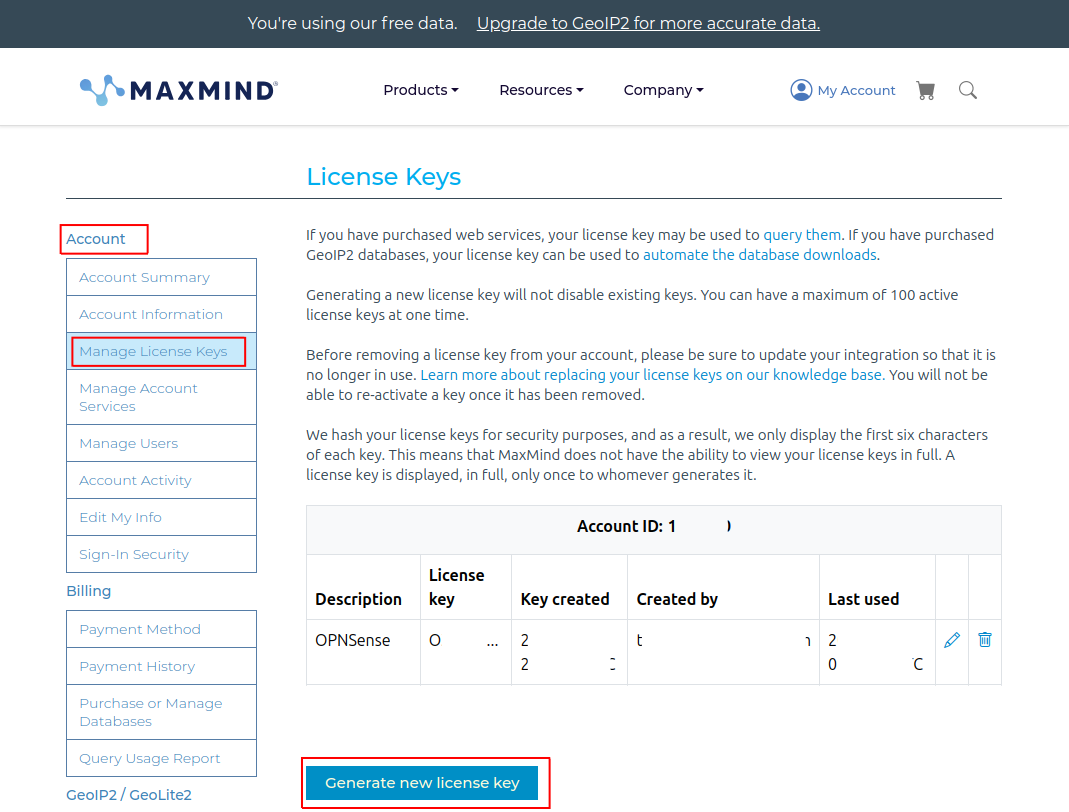 You're using our free data. Upgrade to GeoIP2 for more accurate data.
MAXMIND®
Products
Resources
Company
My Account
License Keys
Account
Account Summary
Account Information
Manage License Keys
Manage Account
Services
Manage Users
Account Activity
Edit My Info
Sign-In Security
Billing
Payment Method
Payment History
Purchase or Manage
Databases
Query Usage Report
GeoIP2 / GeoLite2
If you have purchased web services, your license key may be used to query them. If you have purchased
GeoIP2 databases, your license key can be used to automate the database downloads.
Generating a new license key will not disable existing keys. You can have a maximum of 100 active
license keys at one time.
Before removing a license key from your account, please be sure to update your integration so that it is
no longer in use. Learn more about replacing your license keys on our knowledge base. You will not be
able to re-activate a key once it has been removed.
We hash your license keys for security purposes, and as a result, we only display the first six characters
of each key. This means that MaxMind does not have the ability to view your license keys in full. A
license key is displayed, in full, only once to whomever generates it.
Account ID: 1
Description
License
key
Key created
Created by
Last used
OPNSense
O ...
2
2
t
2
0 C
Generate new license key